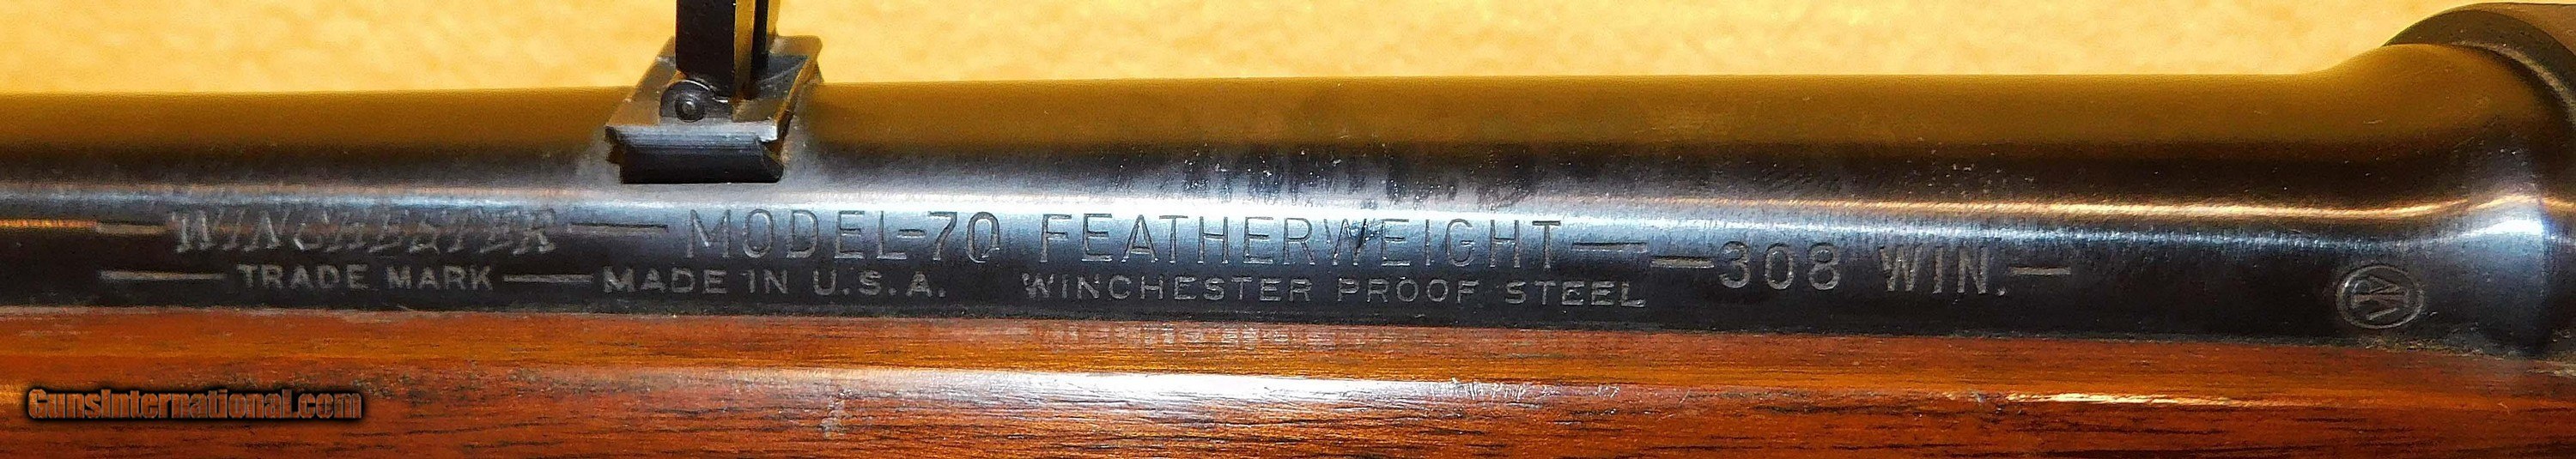 —WINCHESTER—MODEL-70 FEATHERWEIGHT—
—308 WIN.—
—TRADE MARK—MADE IN U.S.A. WINCHESTER PROOF STEEL
GunsInternational.com